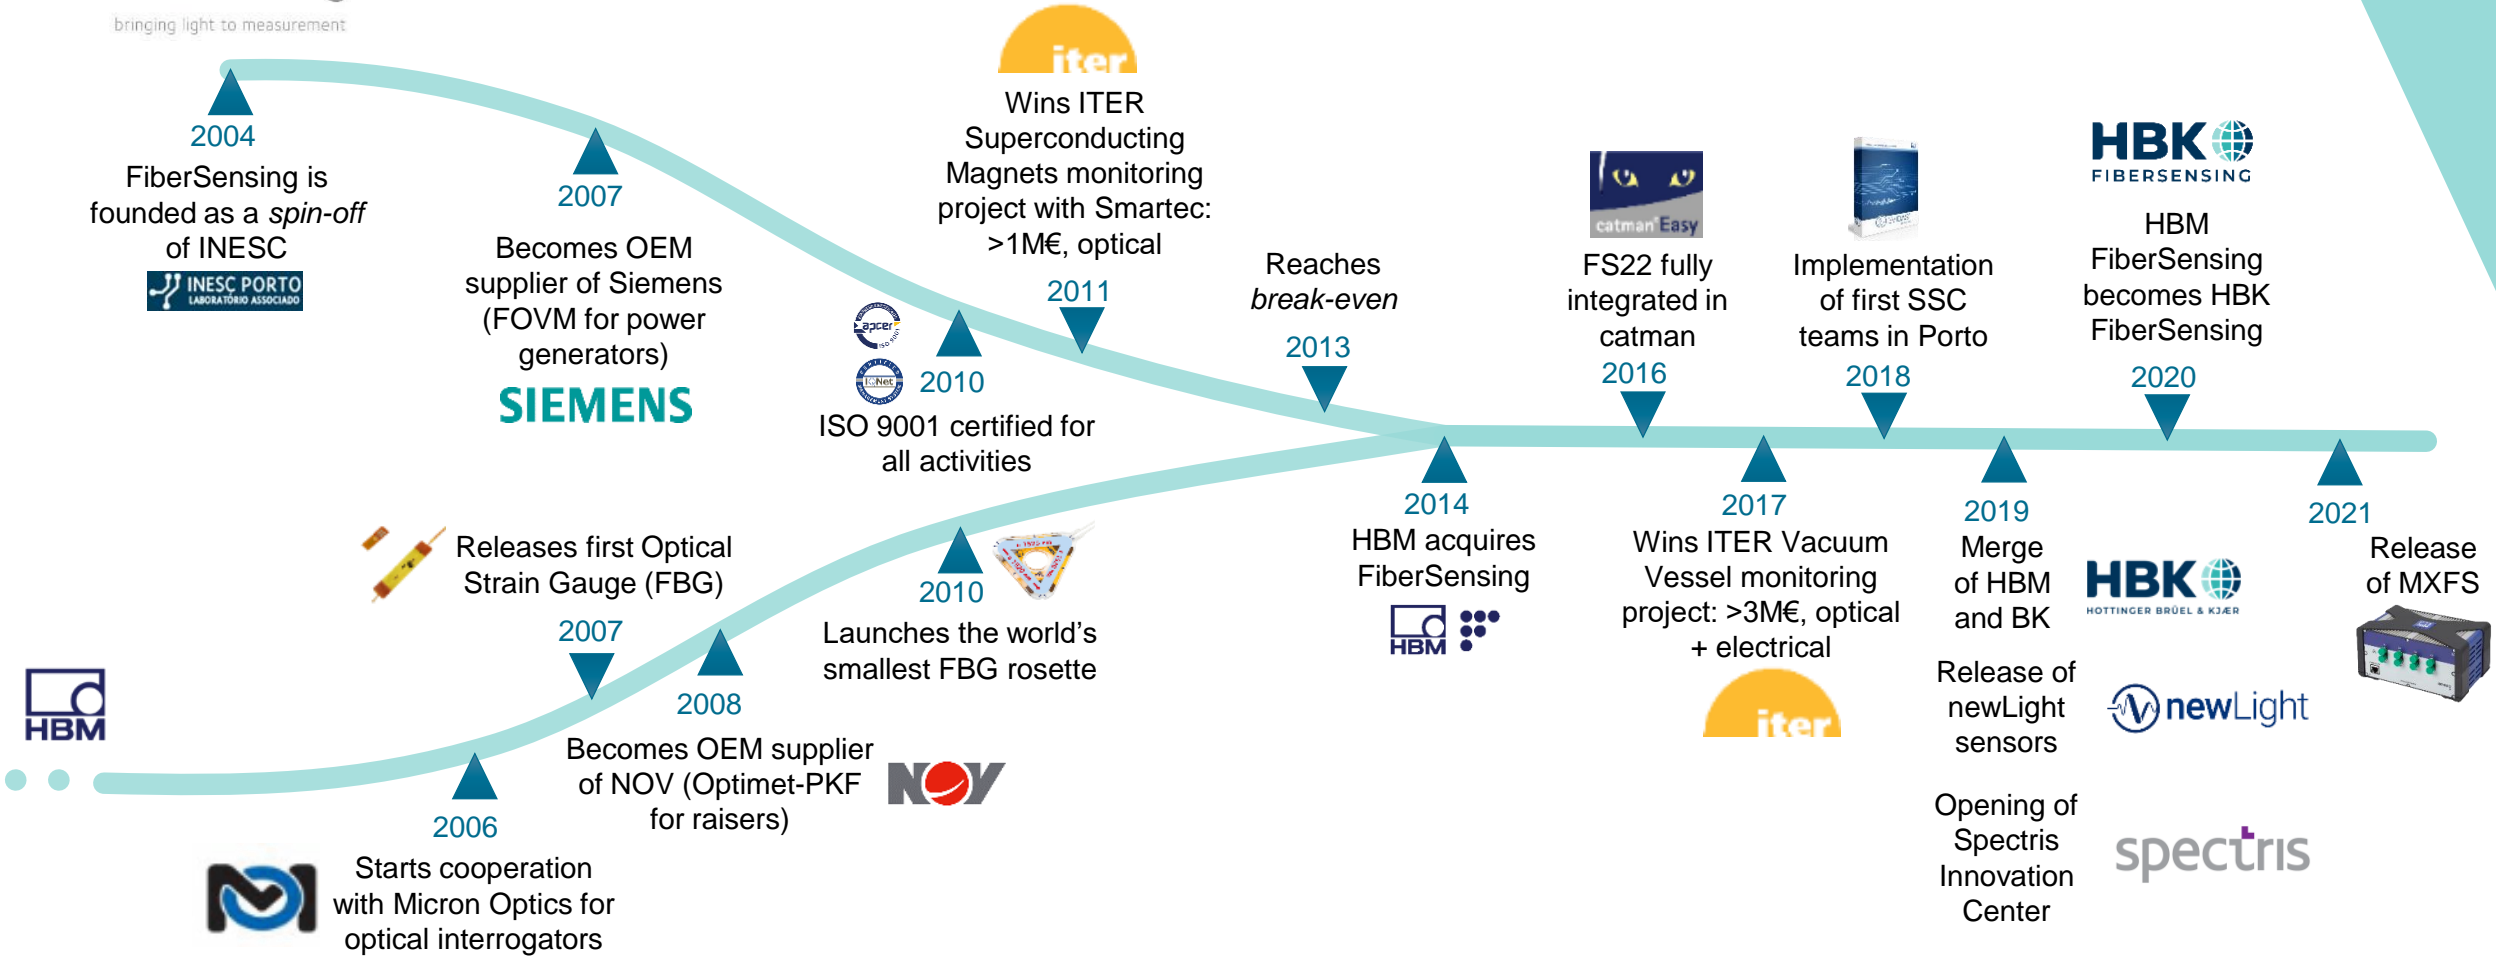 bringing light to measurement
2004
FiberSensing is
founded as a spin-off
of INESC
INESC PORTO
LABORATÓRIO ASSOCIADO
2007
Becomes OEM
supplier of Siemens
(FOVM for power
generators)
SIEMENS
apcer
ISO 9001
IQNet
2010
ISO 9001 certified for
all activities
iter
Wins ITER
Superconducting
Magnets monitoring
project with Smartec:
>1M€, optical
2011
Reaches
break-even
2013
catman Easy
FS22 fully
integrated in
catman
2016
Implementation
of first SSC
teams in Porto
2018
HBK
FIBERSENSING
HBM
FiberSensing
becomes HBK
FiberSensing
2020
HBM
2006
Starts cooperation
with Micron Optics for
optical interrogators
Releases first Optical
Strain Gauge (FBG)
2007
2008
Becomes OEM supplier
of NOV (Optimet-PKF
for raisers)
NOV
2010
Launches the world's
smallest FBG rosette
2014
HBM acquires
FiberSensing
HBM
2017
Wins ITER Vacuum
Vessel monitoring
project: >3M€, optical
+ electrical
iter
2019
Merge
of HBM
and BK
HBK
HOTTINGER BRÜEL & KJÆR
Release of
newLight
sensors
newLight
Opening of
Spectris
Innovation
Center
spectris
2021
Release
of MXFS